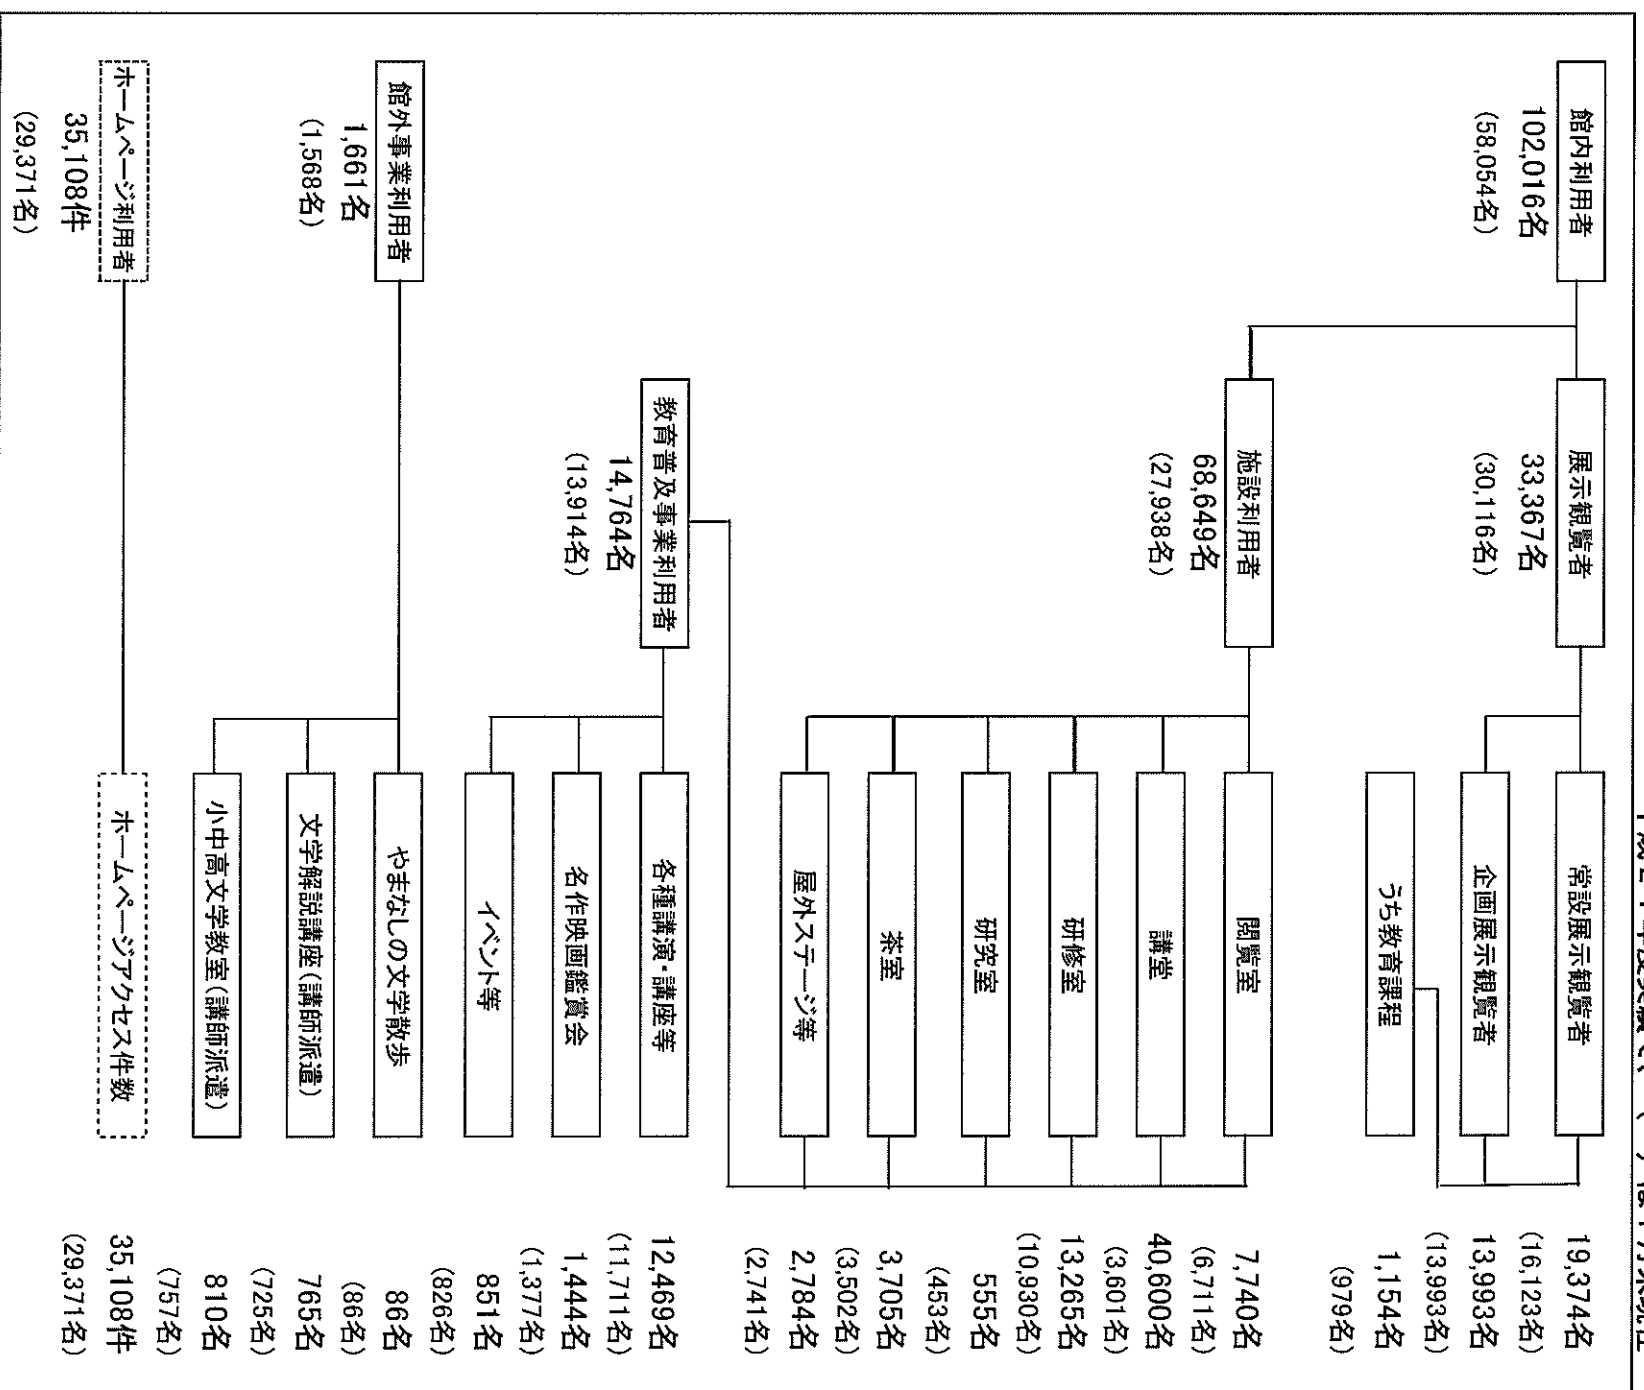 館内利用者
102,016名
(58,054名)
展示観覧者
33,367名
(30,116名)
常設展示観覧者
19,374名
(16,123名)
企画展示観覧者
13,993名
(13,993名)
うち教育課程
1,154名
(979名)
施設利用者
68,649名
(27,938名)
閲覧室
7,740名
(6,711名)
講堂
40,600名
(3,601名)
研修室
13,265名
(10,930名)
研究室
555名
(453名)
茶室
3,705名
(3,502名)
屋外ステージ等
2,784名
(2,741名)
教育普及事業利用者
14,764名
(13,914名)
各種講演・講座等
12,469名
(11,711名)
名作映画鑑賞会
1,444名
(1,377名)
イベント等
851名
(826名)
館外事業利用者
1,661名
(1,568名)
やまなしの文学散歩
86名
(86名)
文学解説講座(講師派遣)
765名
(725名)
小中高文学教室(講師派遣)
810名
(757名)
ホームページ利用者
35,108件
(29,371名)
ホームページアクセス件数
35,108件
(29,371名)